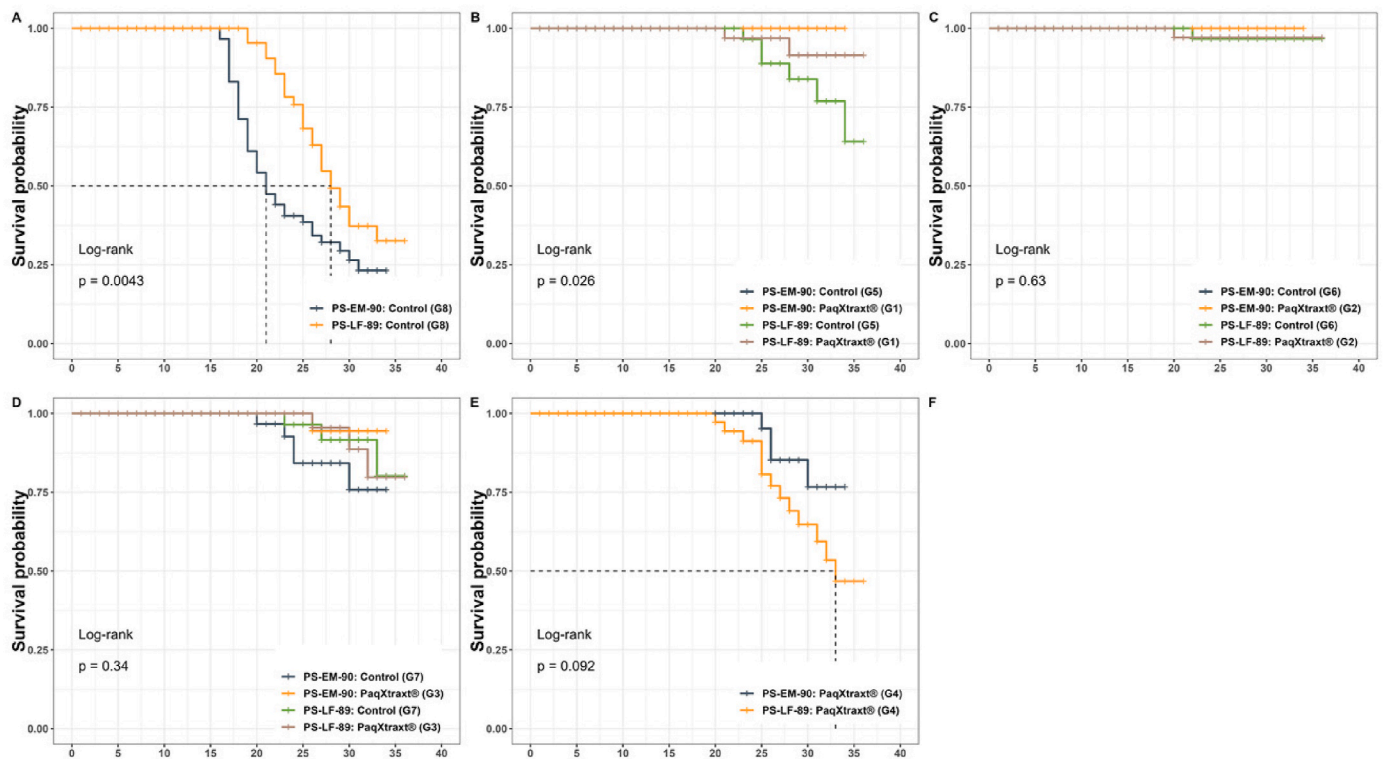 A
Survival probability
1.00
0.75
0.50
0.25
0.00
Log-rank
p = 0.0043
PS-EM-90: Control (G8)
PS-LF-89: Control (G8)
0 5 10 15 20 25 30 35 40
B
Survival probability
1.00
0.75
0.50
0.25
0.00
Log-rank
p = 0.026
PS-EM-90: Control (G5)
PS-EM-90: PaqXtraxt® (G1)
PS-LF-89: Control (G5)
PS-LF-89: PaqXtraxt® (G1)
0 5 10 15 20 25 30 35 40
C
Survival probability
1.00
0.75
0.50
0.25
0.00
Log-rank
p = 0.63
PS-EM-90: Control (G6)
PS-EM-90: PaqXtraxt® (G2)
PS-LF-89: Control (G6)
PS-LF-89: PaqXtraxt® (G2)
0 5 10 15 20 25 30 35 40
D
Survival probability
1.00
0.75
0.50
0.25
0.00
Log-rank
p = 0.34
PS-EM-90: Control (G7)
PS-EM-90: PaqXtraxt® (G3)
PS-LF-89: Control (G7)
PS-LF-89: PaqXtraxt® (G3)
0 5 10 15 20 25 30 35 40
E
Survival probability
1.00
0.75
0.50
0.25
0.00
Log-rank
p = 0.092
PS-EM-90: PaqXtraxt® (G4)
PS-LF-89: PaqXtraxt® (G4)
0 5 10 15 20 25 30 35 40
F